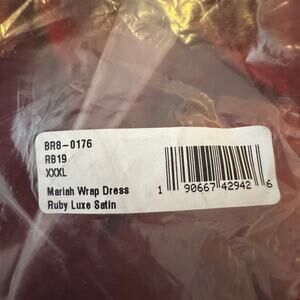 BR8-0176
RB19
XXXL
Mariah Wrap Dress
Ruby Luxe Satin
1 90667 42942 6